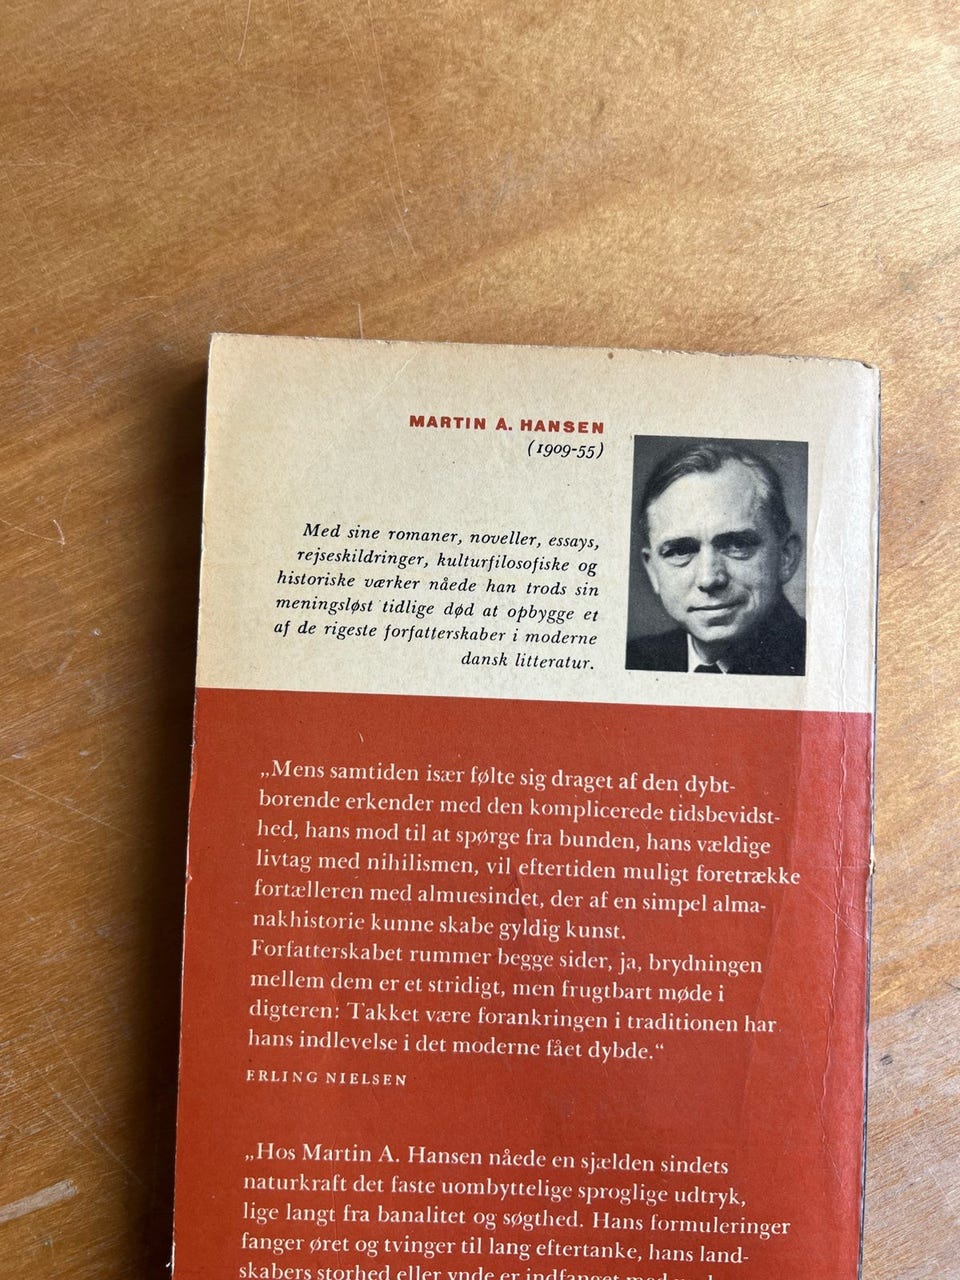 MARTIN A. HANSEN
(1909-55)
Med sine romaner, noveller, essays,
rejseskildringer, kulturfilosofiske og
historiske værker nåede han trods sin
meningsløst tidlige død at opbygge et
af de rigeste forfatterskaber i moderne
dansk litteratur.
„Mens samtiden især følte sig draget af den dybt-
borende erkender med den komplicerede tidsbevidst-
hed, hans mod til at spørge fra bunden, hans vældige
livtag med nihilismen, vil eftertiden muligt foretrække
fortælleren med almuesindet, der af en simpel alma-
nakhistorie kunne skabe gyldig kunst.
Forfatterskabet rummer begge sider, ja, brydningen
mellem dem er et stridigt, men frugtbart møde i
digteren: Takket være forankringen i traditionen har
hans indlevelse i det moderne fået dybde.“
ERLING NIELSEN
„Hos Martin A. Hansen nåede en sjælden sindets
naturkraft det faste uombyttelige sproglige udtryk,
lige langt fra banalitet og søgthed. Hans formuleringer
fanger øret og tvinger til lang eftertanke, hans land-
skabers storhed eller ynde er indfanget med